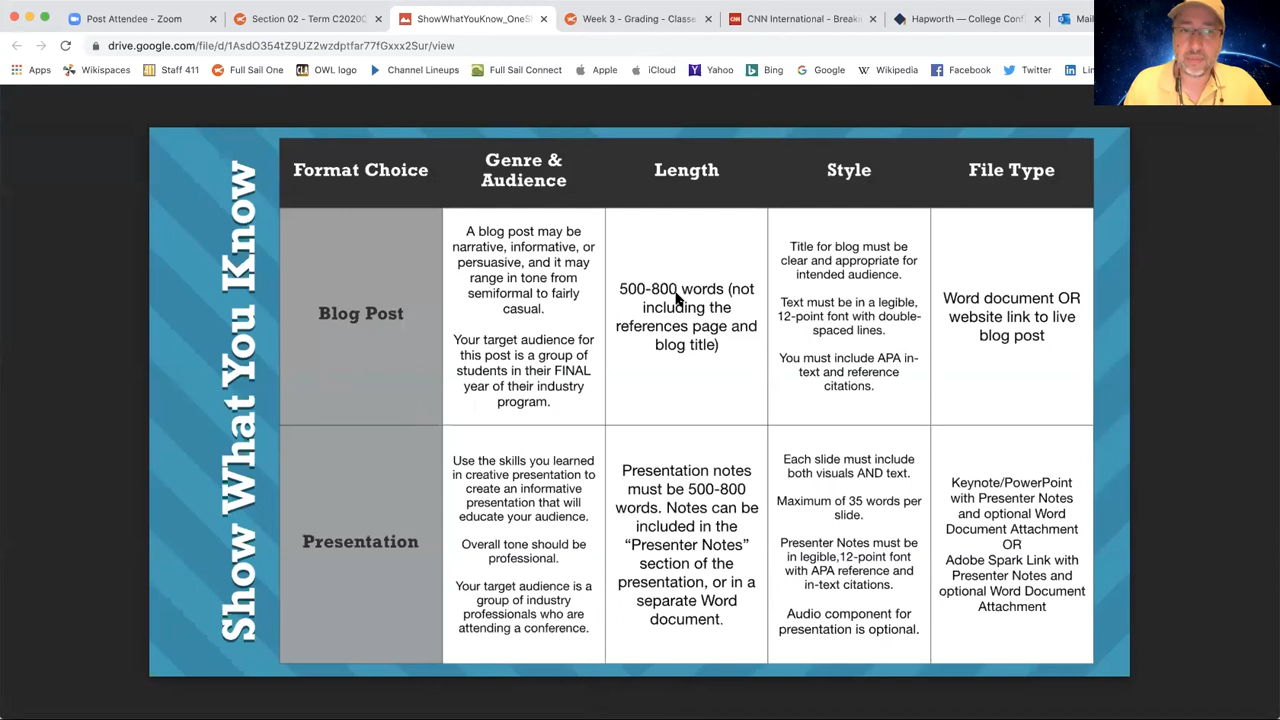 Post Attendee - Zoom
Section 02 - Term C20200
ShowWhatYouKnow_OneSh
Week 3 - Grading - Classe
CNN International - Breakin
Hapworth — College Conf
Mail
drive.google.com/file/d/1AsdO354tZ9UZ2wzdptfar77fGxxx2Sur/view
Apps
Wikispaces
Staff 411
Full Sail One
OWL logo
Channel Lineups
Full Sail Connect
Apple
iCloud
Yahoo
Bing
Google
Wikipedia
Facebook
Twitter
Show What You Know
Format Choice
Genre &
Audience
Length
Style
File Type
Blog Post
A blog post may be
narrative, informative, or
persuasive, and it may
range in tone from
semiformal to fairly
casual.
Your target audience for
this post is a group of
students in their FINAL
year of their industry
program.
500-800 words (not
including the
references page and
blog title)
Title for blog must be
clear and appropriate for
intended audience.
Text must be in a legible,
12-point font with double-
spaced lines.
You must include APA in-
text and reference
citations.
Word document OR
website link to live
blog post
Presentation
Use the skills you learned
in creative presentation to
create an informative
presentation that will
educate your audience.
Overall tone should be
professional.
Your target audience is a
group of industry
professionals who are
attending a conference.
Presentation notes
must be 500-800
words. Notes can be
included in the
“Presenter Notes”
section of the
presentation, or in a
separate Word
document.
Each slide must include
both visuals AND text.
Maximum of 35 words per
slide.
Presenter Notes must be
in legible,12-point font
with APA reference and
in-text citations.
Audio component for
presentation is optional.
Keynote/PowerPoint
with Presenter Notes
and optional Word
Document Attachment
OR
Adobe Spark Link with
Presenter Notes and
optional Word Document
Attachment